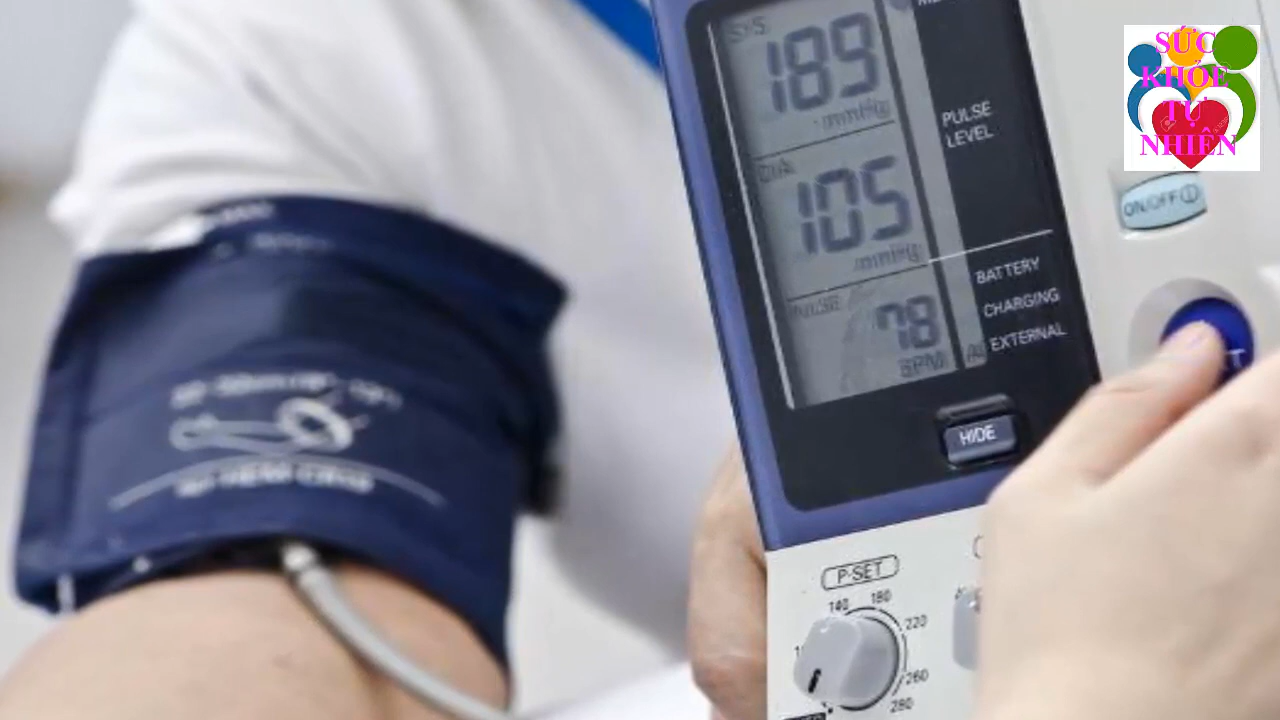 SYS
189
mmHg
DIA
105
mmHg
PULSE
78
BPM
PULSE
LEVEL
BATTERY
CHARGING
EXTERNAL
HIDE
ON/OFF
P-SET
140
180
220
260
280
SỨC
KHỎE
TỰ
NHIÊN